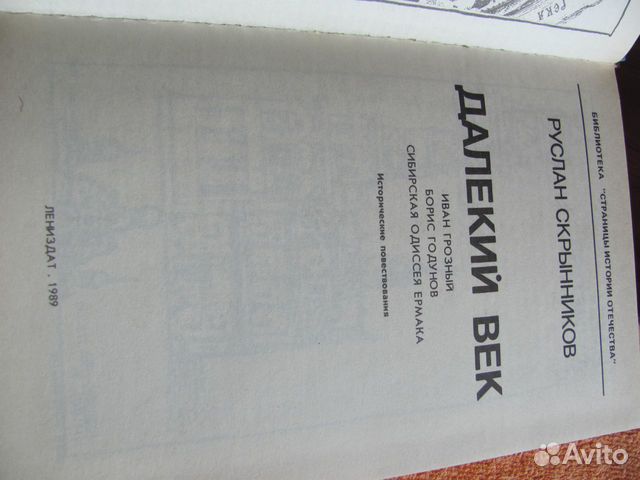 БИБЛИОТЕКА "СТРАНИЦЫ ИСТОРИИ ОТЕЧЕСТВА"
РУСЛАН СКРЫННИКОВ
ДАЛЕКИЙ ВЕК
ИВАН ГРОЗНЫЙ
БОРИС ГОДУНОВ
СИБИРСКАЯ ОДИССЕЯ ЕРМАКА
Исторические повествования
ЛЕНИЗДАТ · 1989
Река
Avito